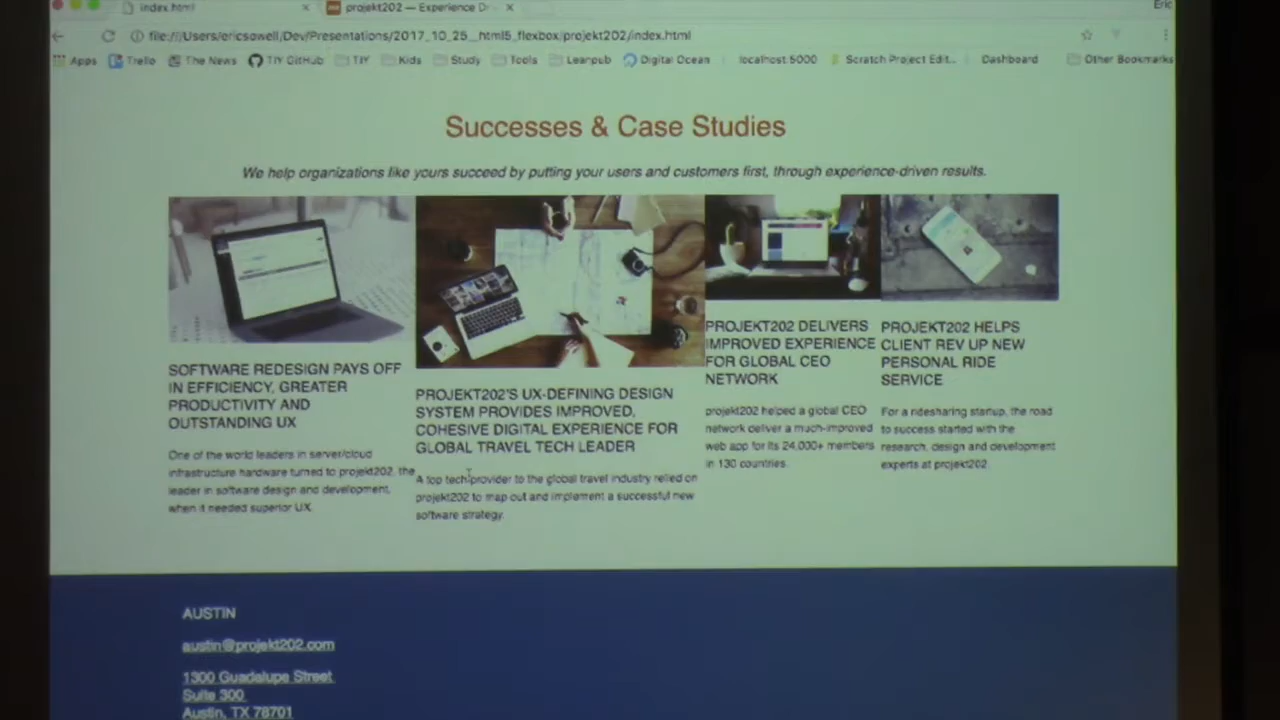 index.html
projekt202 — Experience Dr
Eric
file:///Users/ericsowell/Dev/Presentations/2017_10_25__html5_flexbox/projekt202/index.html
Apps Trello The News TIY GitHub TIY Kids Study Tools Leanpub Digital Ocean localhost:5000 Scratch Project Edit... Dashboard Other Bookmarks
Successes & Case Studies
We help organizations like yours succeed by putting your users and customers first, through experience-driven results.
SOFTWARE REDESIGN PAYS OFF
IN EFFICIENCY, GREATER
PRODUCTIVITY AND
OUTSTANDING UX
One of the world leaders in server/cloud
infrastructure hardware turned to projekt202, the
leader in software design and development,
when it needed superior UX.
PROJEKT202'S UX-DEFINING DESIGN
SYSTEM PROVIDES IMPROVED,
COHESIVE DIGITAL EXPERIENCE FOR
GLOBAL TRAVEL TECH LEADER
A top tech provider to the global travel industry relied on
projekt202 to map out and implement a successful new
software strategy.
PROJEKT202 DELIVERS
IMPROVED EXPERIENCE
FOR GLOBAL CEO
NETWORK
projekt202 helped a global CEO
network deliver a much-improved
web app for its 24,000+ members
in 130 countries.
PROJEKT202 HELPS
CLIENT REV UP NEW
PERSONAL RIDE
SERVICE
For a ridesharing startup, the road
to success started with the
research, design and development
experts at projekt202.
AUSTIN
austin@projekt202.com
1300 Guadalupe Street
Suite 300
Austin, TX 78701